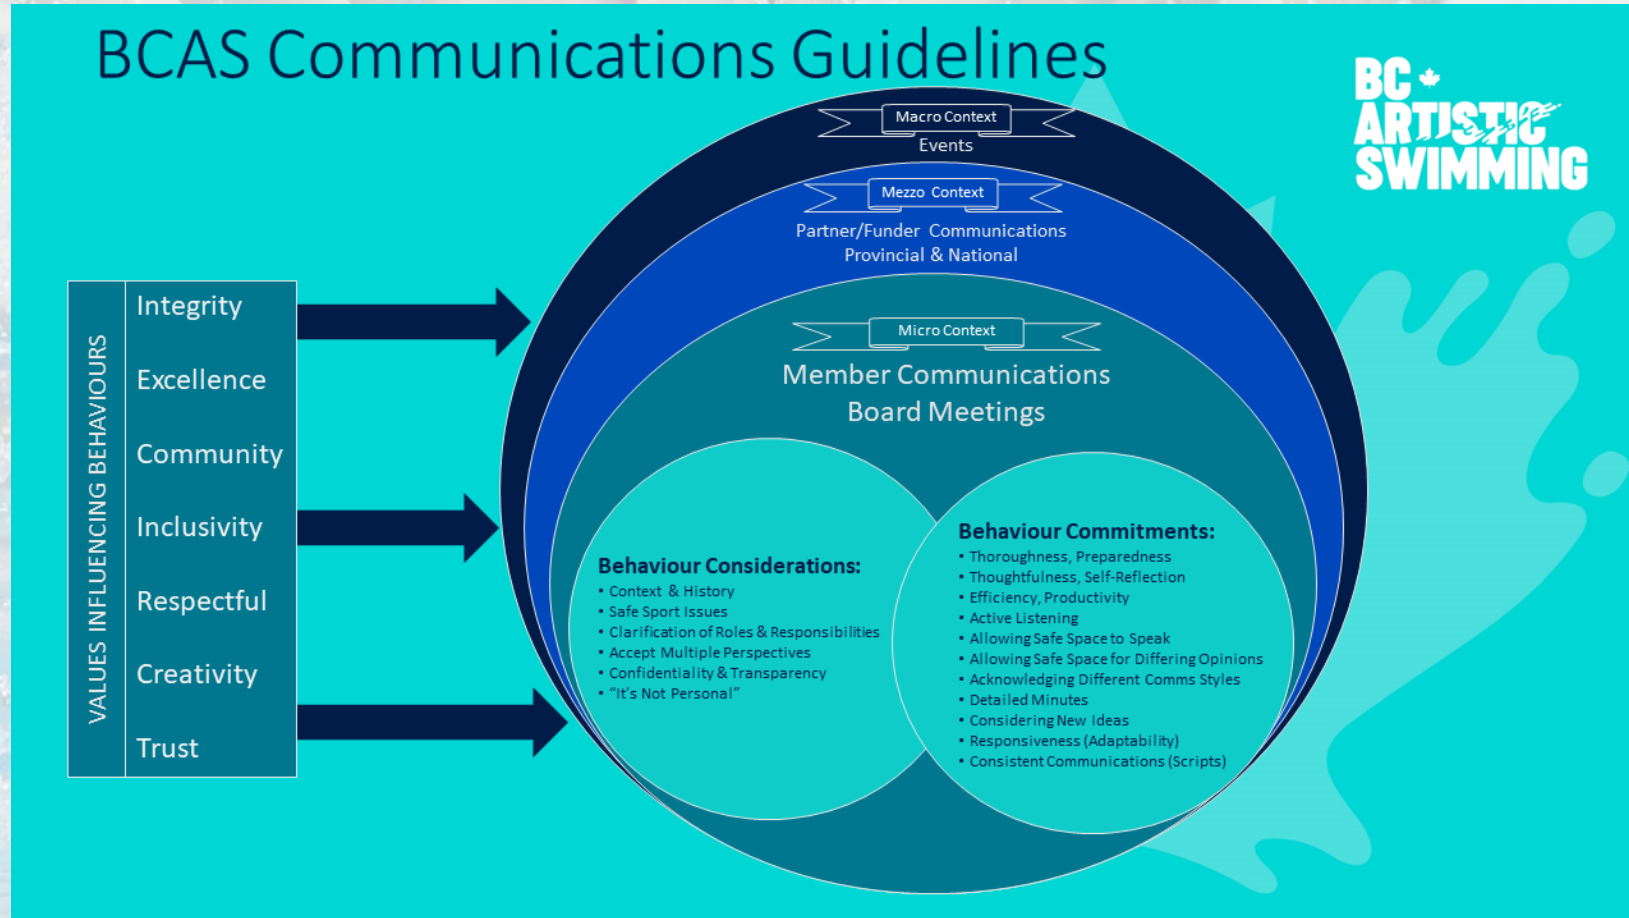 BCAS Communications Guidelines
BC
ARTISTIC
SWIMMING
Macro Context
Events
Mezzo Context
Partner/Funder Communications
Provincial & National
Micro Context
Member Communications
Board Meetings
VALUES INFLUENCING BEHAVIOURS
Integrity
Excellence
Community
Inclusivity
Respectful
Creativity
Trust
Behaviour Considerations:
• Context & History
• Safe Sport Issues
• Clarification of Roles & Responsibilities
• Accept Multiple Perspectives
• Confidentiality & Transparency
• “It’s Not Personal”
Behaviour Commitments:
• Thoroughness, Preparedness
• Thoughtfulness, Self-Reflection
• Efficiency, Productivity
• Active Listening
• Allowing Safe Space to Speak
• Allowing Safe Space for Differing Opinions
• Acknowledging Different Comms Styles
• Detailed Minutes
• Considering New Ideas
• Responsiveness (Adaptability)
• Consistent Communications (Scripts)